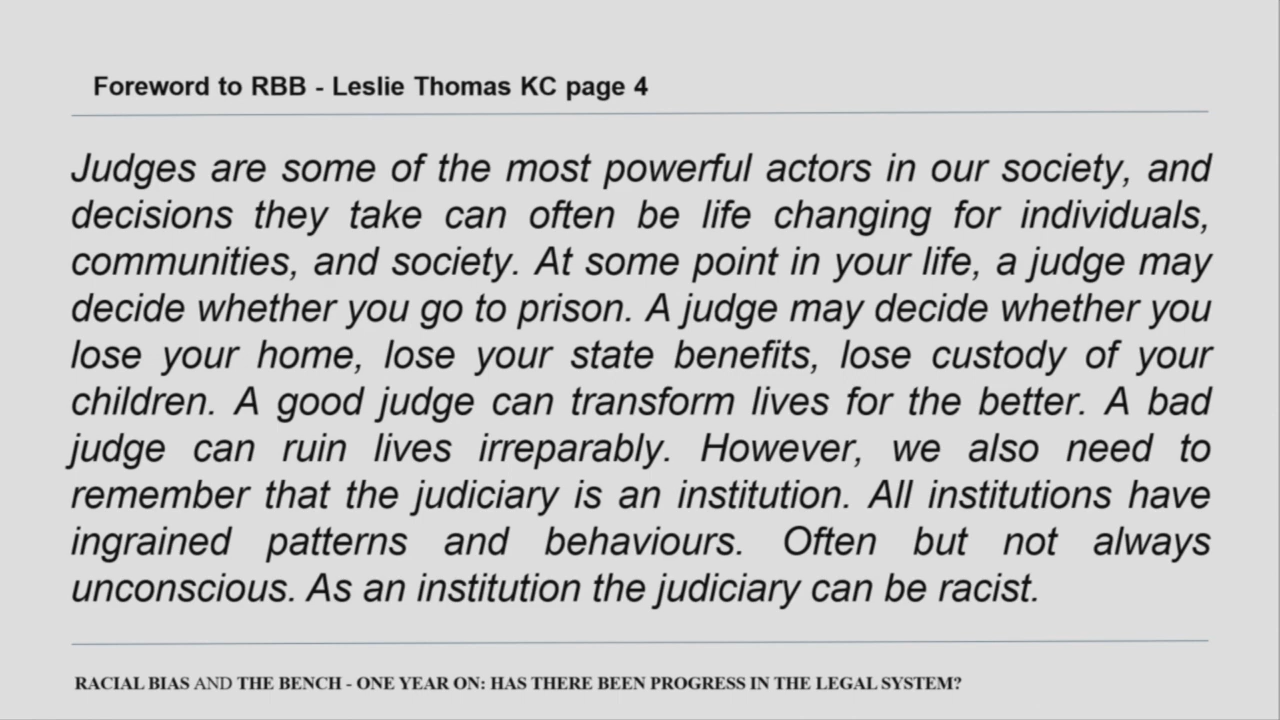 Foreword to RBB - Leslie Thomas KC page 4
Judges are some of the most powerful actors in our society, and
decisions they take can often be life changing for individuals,
communities, and society. At some point in your life, a judge may
decide whether you go to prison. A judge may decide whether you
lose your home, lose your state benefits, lose custody of your
children. A good judge can transform lives for the better. A bad
judge can ruin lives irreparably. However, we also need to
remember that the judiciary is an institution. All institutions have
ingrained patterns and behaviours. Often but not always
unconscious. As an institution the judiciary can be racist.
RACIAL BIAS AND THE BENCH - ONE YEAR ON: HAS THERE BEEN PROGRESS IN THE LEGAL SYSTEM?